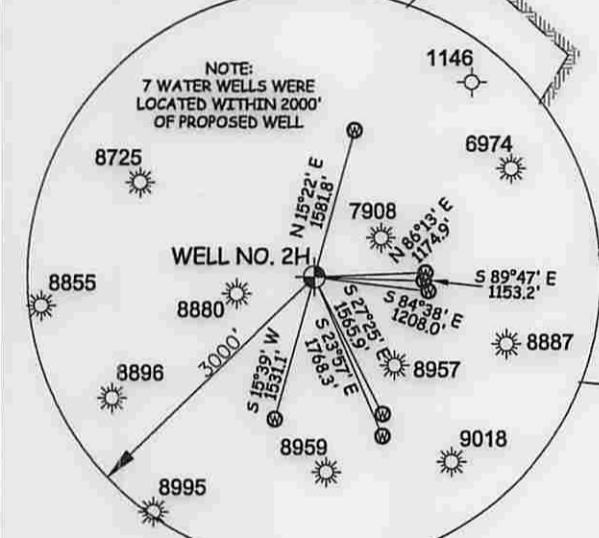 NOTE:
7 WATER WELLS WERE
LOCATED WITHIN 2000'
OF PROPOSED WELL
1146
8725
6974
N 15°22' E
1581.8'
7908
N 86°13' E
1174.9'
WELL NO. 2H
S 89°47' E
1153.2'
8855
8880
S 84°38' E
1208.0'
S 27°25' E
1565.9'
S 23°57' E
1768.3'
3000'
S 15°39' W
1531.1'
8887
8957
8896
8959
9018
8995
W
W
W
W
W
W